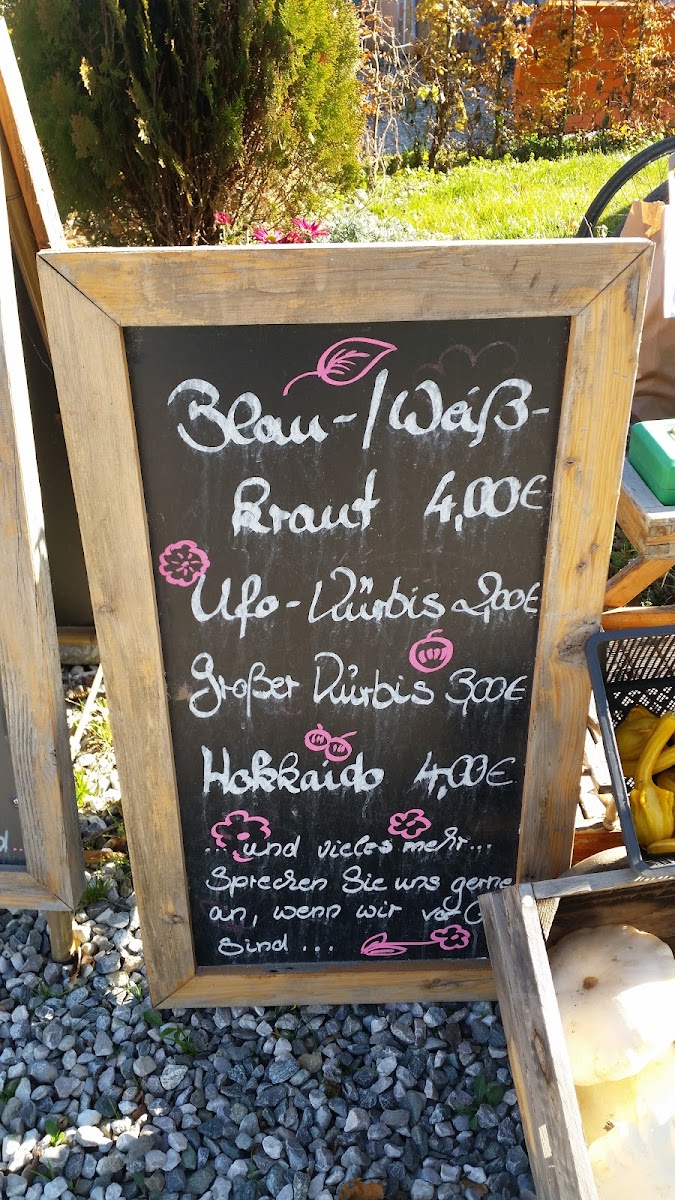 Blau-/Weiß-
kraut 4,00€
Ufo-Kürbis 2,00€
Großer Kürbis 3,00€
Hokkaido 4,00€
... und vieles mehr...
Sprechen Sie uns gerne
an, wenn wir vor
sind ...